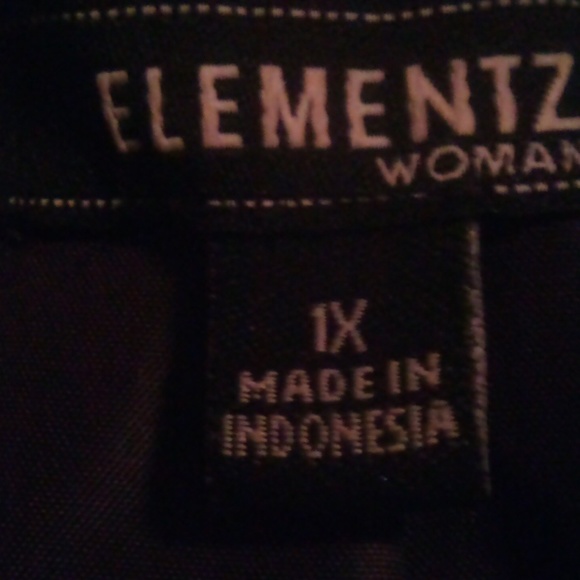 ELEMENTZ
WOMAN
1X
MADE IN
INDONESIA